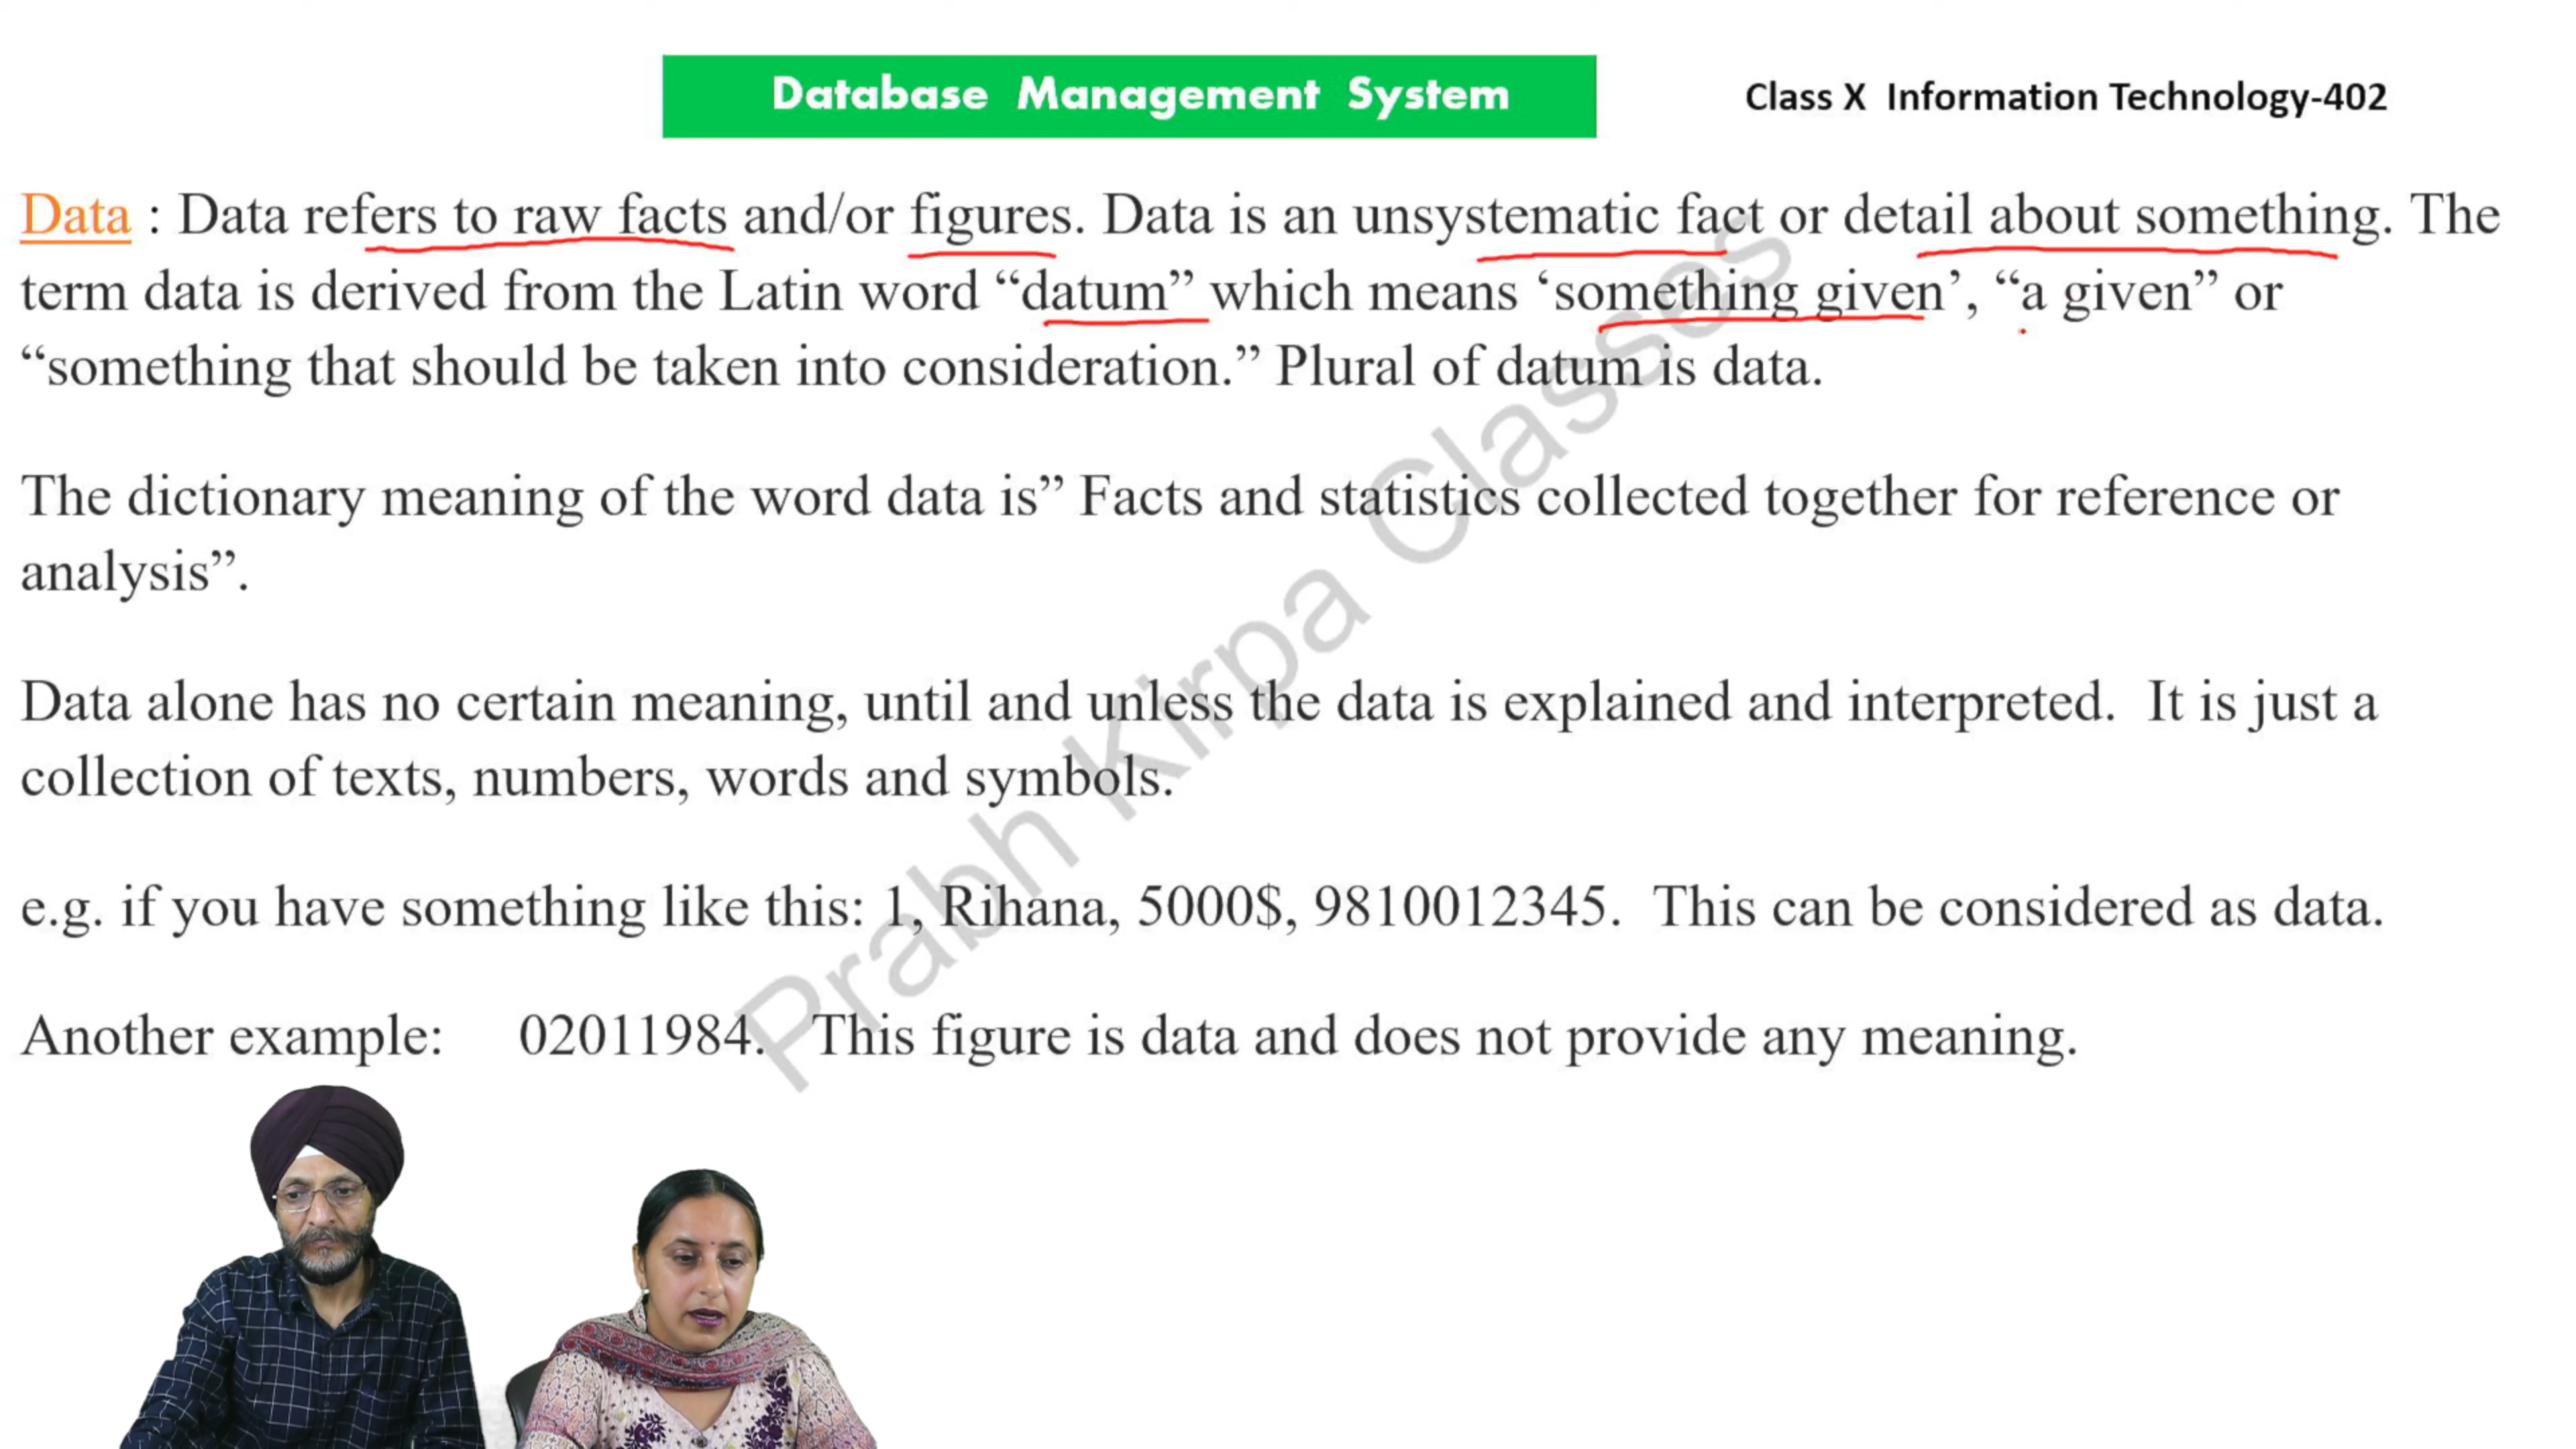 Database Management System
Class X Information Technology-402
Data : Data refers to raw facts and/or figures. Data is an unsystematic fact or detail about something. The
term data is derived from the Latin word “datum” which means ‘something given’, “a given” or
“something that should be taken into consideration.” Plural of datum is data.
The dictionary meaning of the word data is” Facts and statistics collected together for reference or
analysis”.
Data alone has no certain meaning, until and unless the data is explained and interpreted. It is just a
collection of texts, numbers, words and symbols.
e.g. if you have something like this: 1, Rihana, 5000$, 9810012345. This can be considered as data.
Another example: 02011984. This figure is data and does not provide any meaning.
Prabh Kirpa Classes